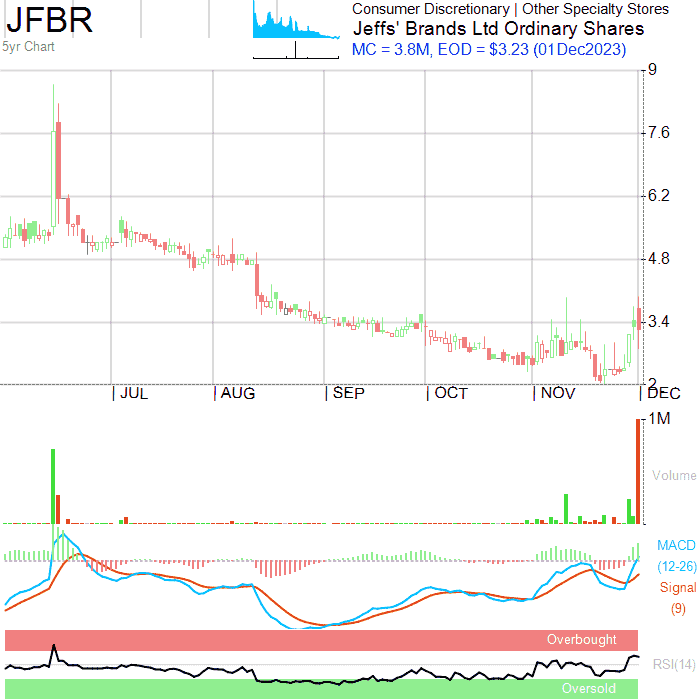 JFBR
5yr Chart
Consumer Discretionary | Other Specialty Stores
Jeffs' Brands Ltd Ordinary Shares
MC = 3.8M, EOD = $3.23 (01Dec2023)
9
7.6
6.2
4.8
3.4
2
JUL AUG SEP OCT NOV DEC
1M
Volume
MACD
(12-26)
Signal
(9)
Overbought
RSI(14)
Oversold